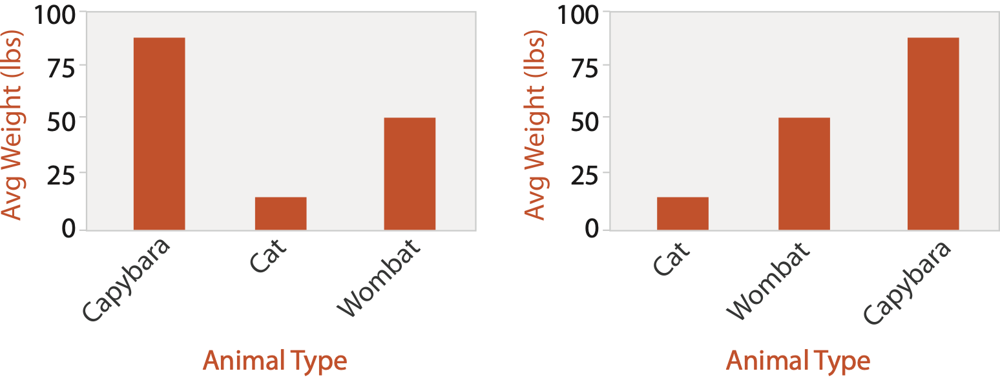 Avg Weight (lbs)
100
75
50
25
0
Capybara
Cat
Wombat
Animal Type
Avg Weight (lbs)
100
75
50
25
0
Cat
Wombat
Capybara
Animal Type